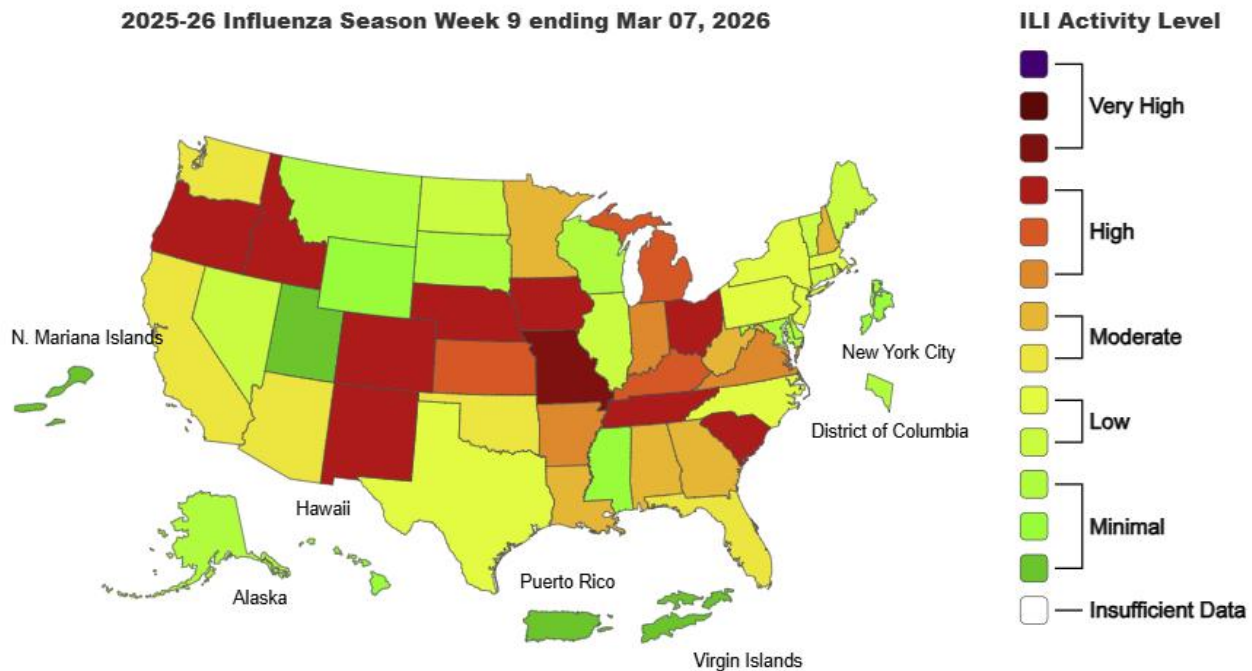 2025-26 Influenza Season Week 9 ending Mar 07, 2026
ILI Activity Level
Very High
High
Moderate
Low
Minimal
Insufficient Data
N. Mariana Islands
New York City
District of Columbia
Hawaii
Alaska
Puerto Rico
Virgin Islands